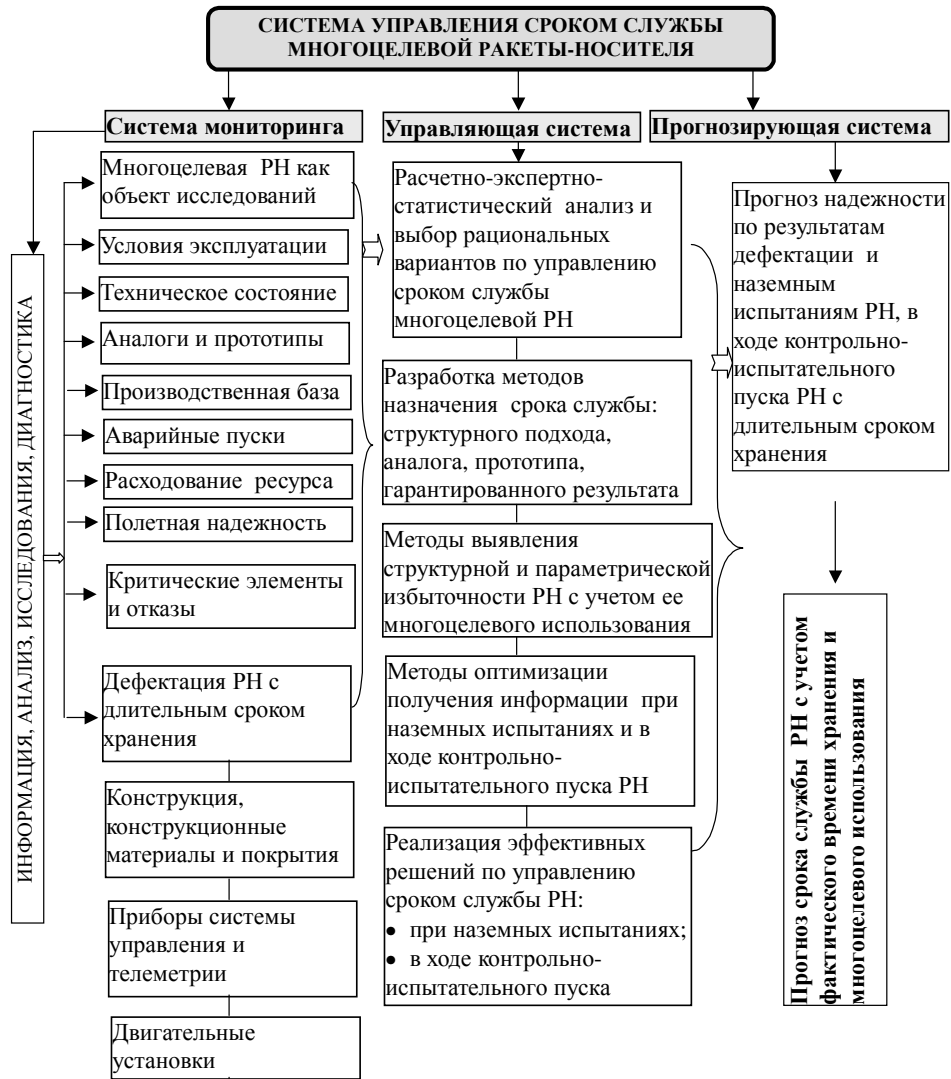 СИСТЕМА УПРАВЛЕНИЯ СРОКОМ СЛУЖБЫ
МНОГОЦЕЛЕВОЙ РАКЕТЫ-НОСИТЕЛЯ
Система мониторинга
Многоцелевая РН как
объект исследований
Условия эксплуатации
Техническое состояние
Аналоги и прототипы
Производственная база
Аварийные пуски
Расходование ресурса
Полетная надежность
Критические элементы
и отказы
Дефектация РН с
длительным сроком
хранения
Конструкция,
конструкционные
материалы и покрытия
Приборы системы
управления и
телеметрии
Двигательные
установки
ИНФОРМАЦИЯ, АНАЛИЗ, ИССЛЕДОВАНИЯ, ДИАГНОСТИКА
Управляющая система
Расчетно-экспертно-
статистический анализ и
выбор рациональных
вариантов по управлению
сроком службы
многоцелевой РН
Разработка методов
назначения срока службы:
структурного подхода,
аналога, прототипа,
гарантированного результата
Методы выявления
структурной и параметрической
избыточности РН с учетом ее
многоцелевого использования
Методы оптимизации
получения информации при
наземных испытаниях и в
ходе контрольно-
испытательного пуска РН
Реализация эффективных
решений по управлению
сроком службы РН:
• при наземных испытаниях;
• в ходе контрольно-
испытательного пуска
Прогнозирующая система
Прогноз надежности
по результатам
дефектации и
наземным
испытаниям РН, в
ходе контрольно-
испытательного
пуска РН с
длительным сроком
хранения
Прогноз срока службы РН с учетом
фактического времени хранения и
многоцелевого использования